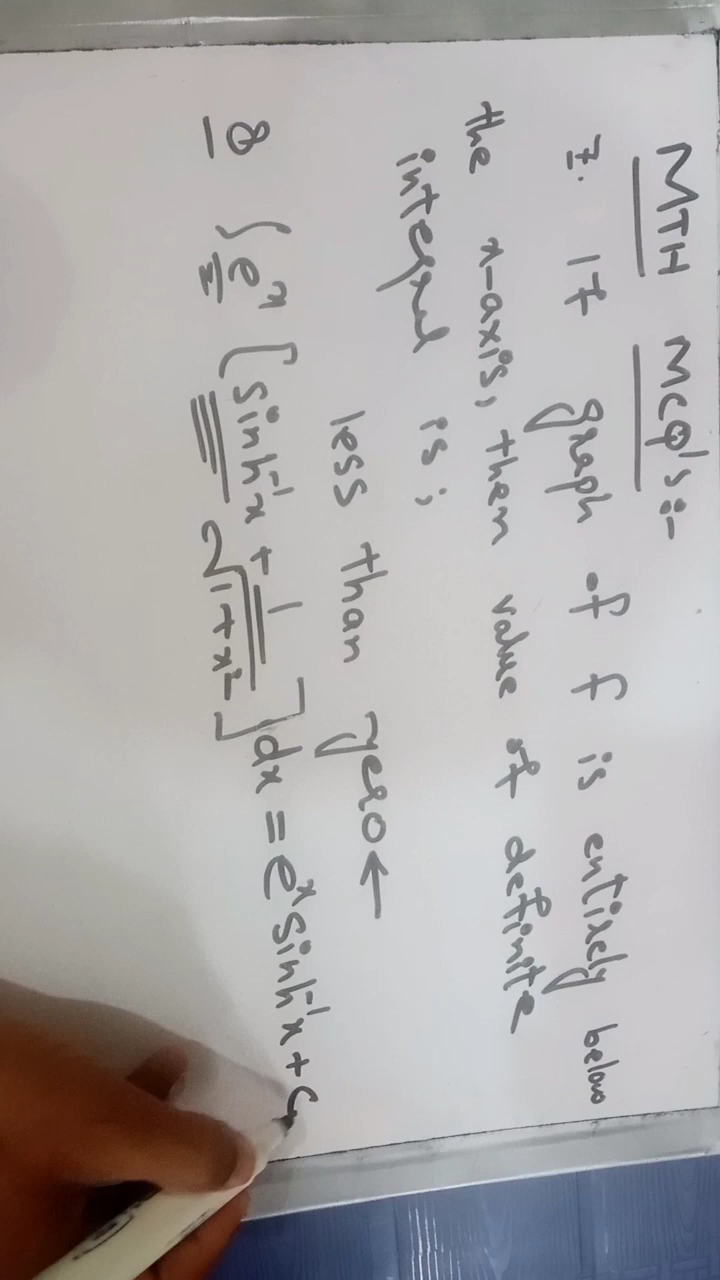 MTH MCQ's:-
7. If graph of f is entirely below
the x-axis, then value of definite
integral is;
less than zero ←
8 ∫e^x [sinh⁻¹x + 1/√(1+x²)]dx = e^x sinh⁻¹x + c